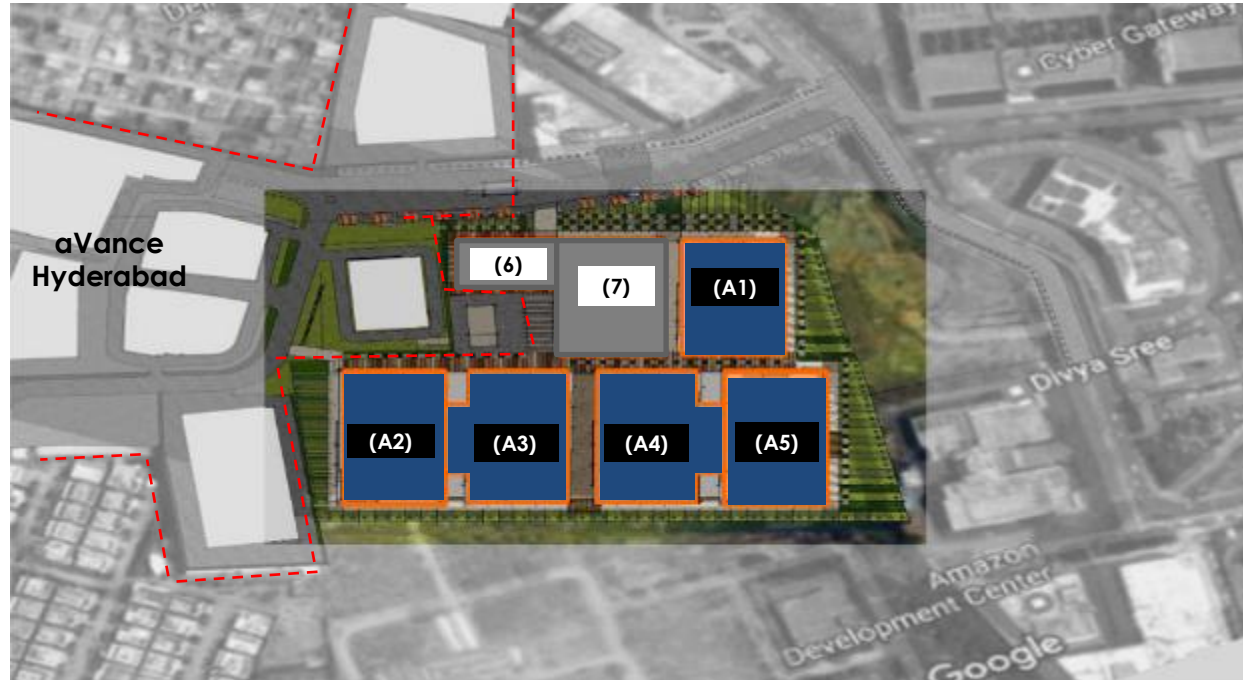 Cyber Gateway
aVance
Hyderabad
(6)
(7)
(A1)
Divya Sree
(A2)
(A3)
(A4)
(A5)
Amazon
Development Center
Google